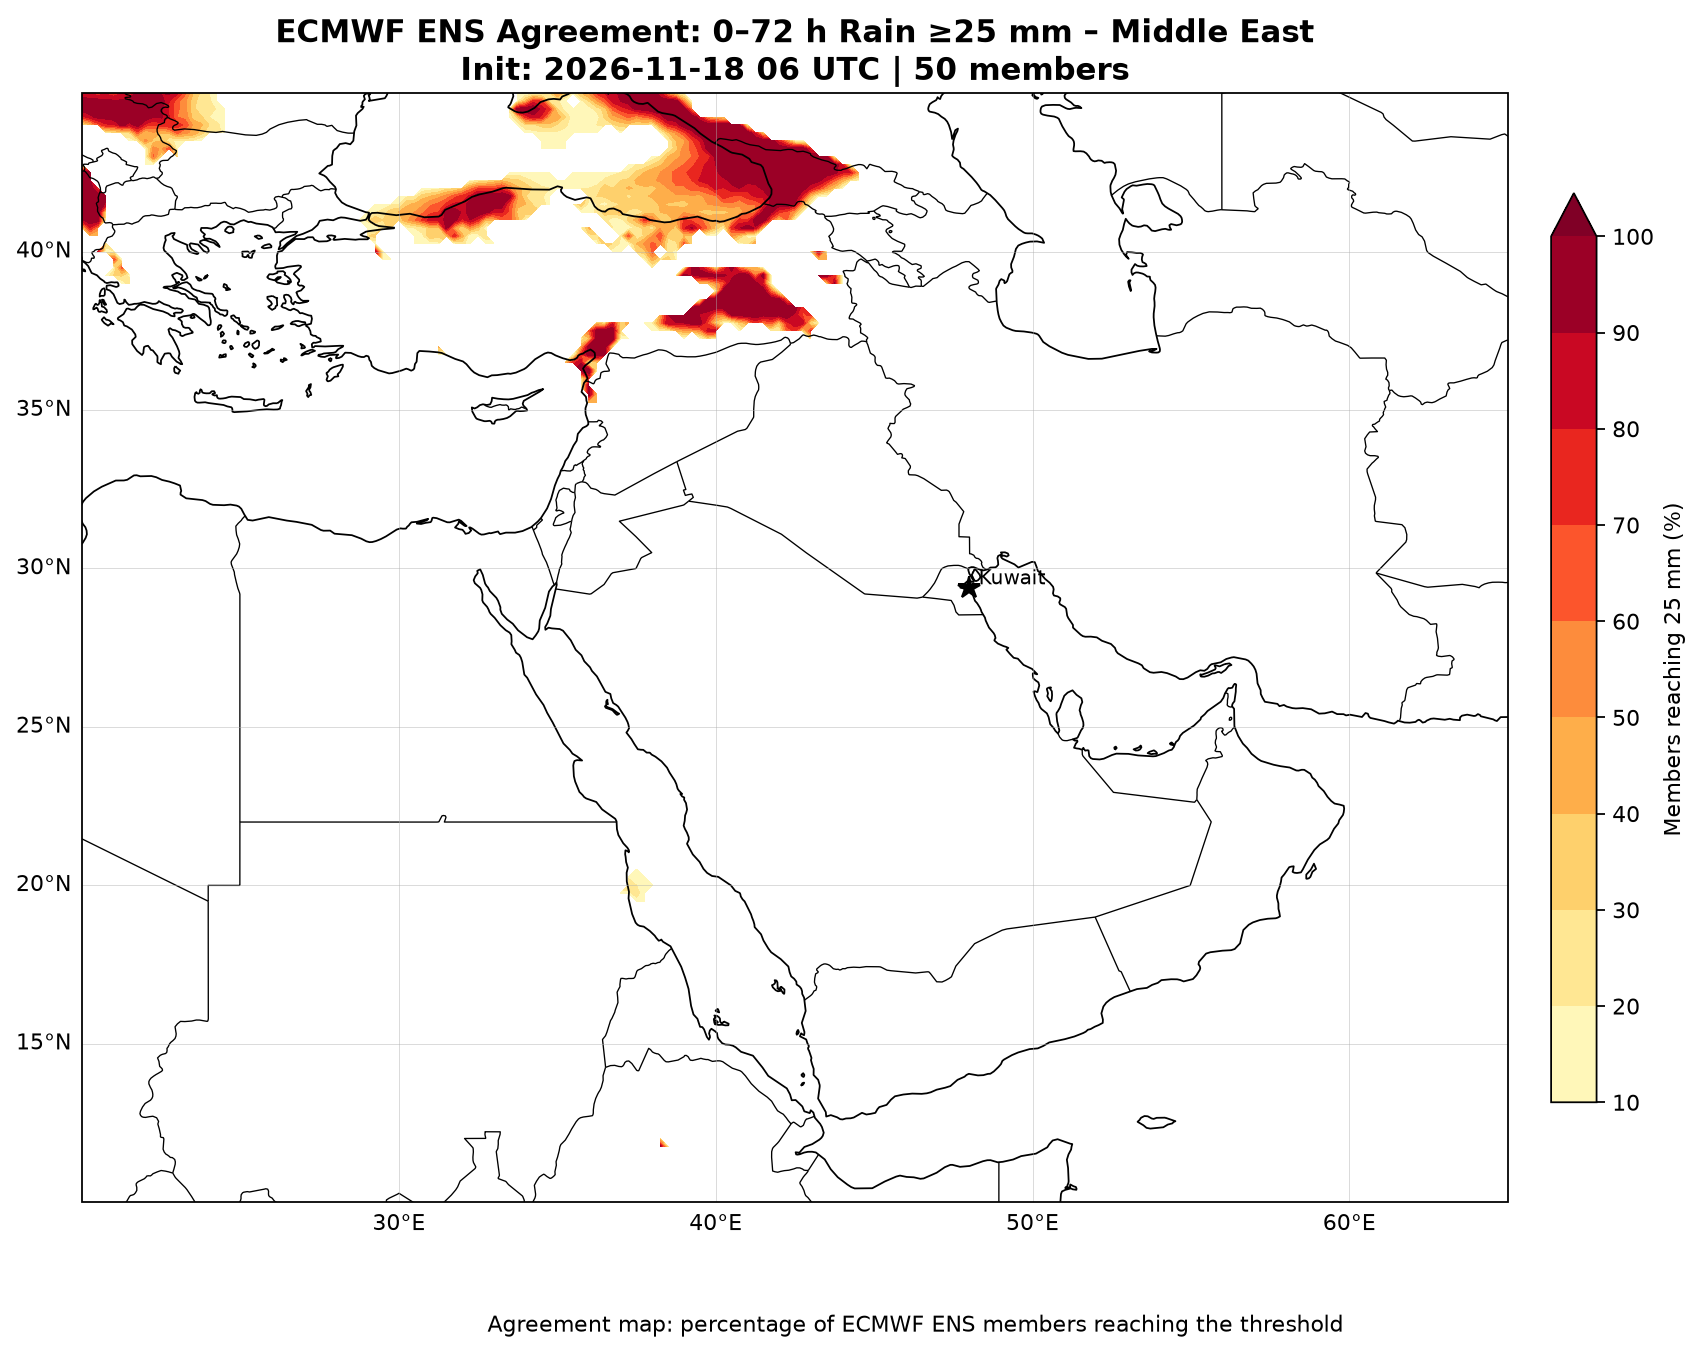 ECMWF ENS Agreement: 0–72 h Rain ≥25 mm – Middle East
Init: 2026-11-18 06 UTC | 50 members
40°N
35°N
30°N
25°N
20°N
15°N
30°E
40°E
50°E
60°E
Kuwait
100
90
80
70
60
50
40
30
20
10
Members reaching 25 mm (%)
Agreement map: percentage of ECMWF ENS members reaching the threshold